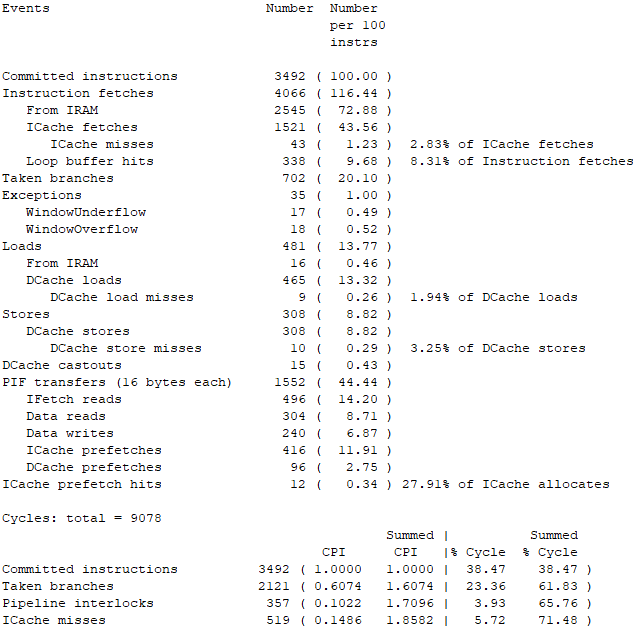 Events                           Number  Number
                                         per 100
                                         instrs
Committed instructions            3492 ( 100.00 )
Instruction fetches               4066 ( 116.44 )
   From IRAM                      2545 (  72.88 )
   ICache fetches                 1521 (  43.56 )
      ICache misses                 43 (   1.23 )  2.83% of ICache fetches
   Loop buffer hits                338 (   9.68 )  8.31% of Instruction fetches
Taken branches                     702 (  20.10 )
Exceptions                          35 (   1.00 )
   WindowUnderflow                  17 (   0.49 )
   WindowOverflow                   18 (   0.52 )
Loads                              481 (  13.77 )
   From IRAM                        16 (   0.46 )
   DCache loads                    465 (  13.32 )
      DCache load misses             9 (   0.26 )  1.94% of DCache loads
Stores                             308 (   8.82 )
   DCache stores                   308 (   8.82 )
      DCache store misses           10 (   0.29 )  3.25% of DCache stores
DCache castouts                     15 (   0.43 )
PIF transfers (16 bytes each)     1552 (  44.44 )
   IFetch reads                    496 (  14.20 )
   Data reads                      304 (   8.71 )
   Data writes                     240 (   6.87 )
   ICache prefetches               416 (  11.91 )
   DCache prefetches                96 (   2.75 )
ICache prefetch hits                12 (   0.34 ) 27.91% of ICache allocates
Cycles: total = 9078
                                                Summed |          Summed
                                        CPI      CPI   |% Cycle  % Cycle
Committed instructions          3492 ( 1.0000   1.0000 |  38.47    38.47 )
Taken branches                  2121 ( 0.6074   1.6074 |  23.36    61.83 )
Pipeline interlocks              357 ( 0.1022   1.7096 |   3.93    65.76 )
ICache misses                    519 ( 0.1486   1.8582 |   5.72    71.48 )